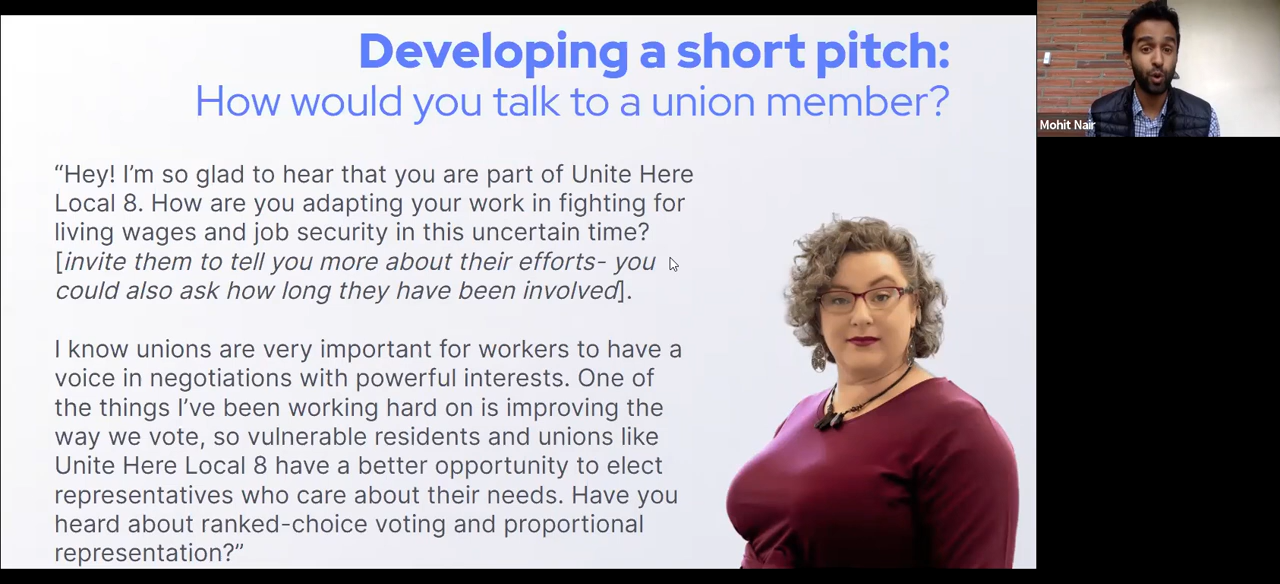 Developing a short pitch:
How would you talk to a union member?
“Hey! I’m so glad to hear that you are part of Unite Here
Local 8. How are you adapting your work in fighting for
living wages and job security in this uncertain time?
[invite them to tell you more about their efforts- you
could also ask how long they have been involved].
I know unions are very important for workers to have a
voice in negotiations with powerful interests. One of
the things I’ve been working hard on is improving the
way we vote, so vulnerable residents and unions like
Unite Here Local 8 have a better opportunity to elect
representatives who care about their needs. Have you
heard about ranked-choice voting and proportional
representation?”
Mohit Nair